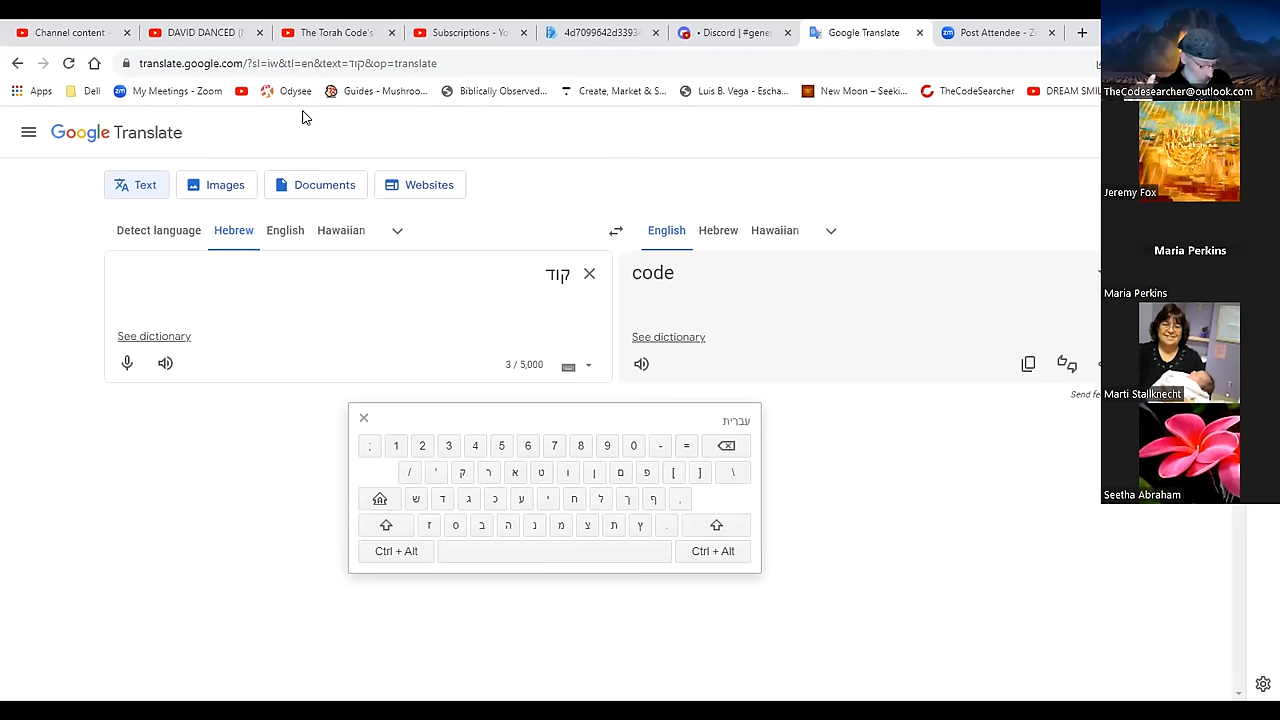 Channel content
DAVID DANCED
The Torah Code's
Subscriptions - Yo
4d7099642d3393
• Discord | #gene
Google Translate
Post Attendee - Z
translate.google.com/?sl=iw&tl=en&text=קוד&op=translate
Apps
Dell
My Meetings - Zoom
Odysee
Guides - Mushroo...
Biblically Observed...
Create, Market & S...
Luis B. Vega - Escha...
New Moon – Seeki...
TheCodesearcher
DREAM SMIL
Google Translate
Text
Images
Documents
Websites
Detect language
Hebrew
English
Hawaiian
English
Hebrew
Hawaiian
קוד
code
See dictionary
See dictionary
3 / 5,000
Send fe
עברית
; 1 2 3 4 5 6 7 8 9 0 - =
/ ' ק ר א ט ו ן ם פ [ ] \
ש ד ג כ ע י ח ל ך ף ,
ז ס ב ה נ מ צ ת ץ .
Ctrl + Alt
Ctrl + Alt
TheCodesearcher@outlook.com
Jeremy Fox
Maria Perkins
Maria Perkins
Marti Stallknecht
Seetha Abraham